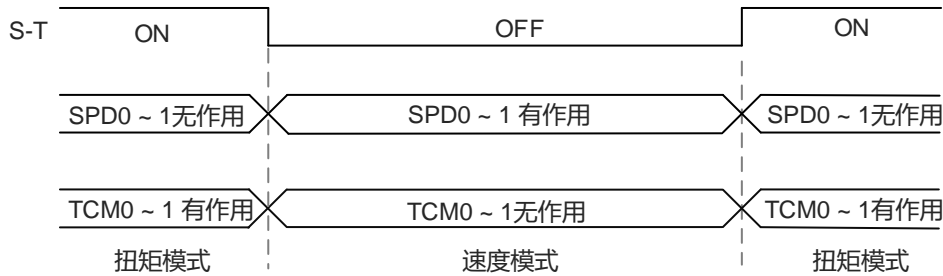 S-T ON OFF ON
SPD0 ~ 1无作用 SPD0 ~ 1 有作用 SPD0 ~ 1无作用
TCM0 ~ 1 有作用 TCM0 ~ 1无作用 TCM0 ~ 1有作用
扭矩模式 速度模式 扭矩模式